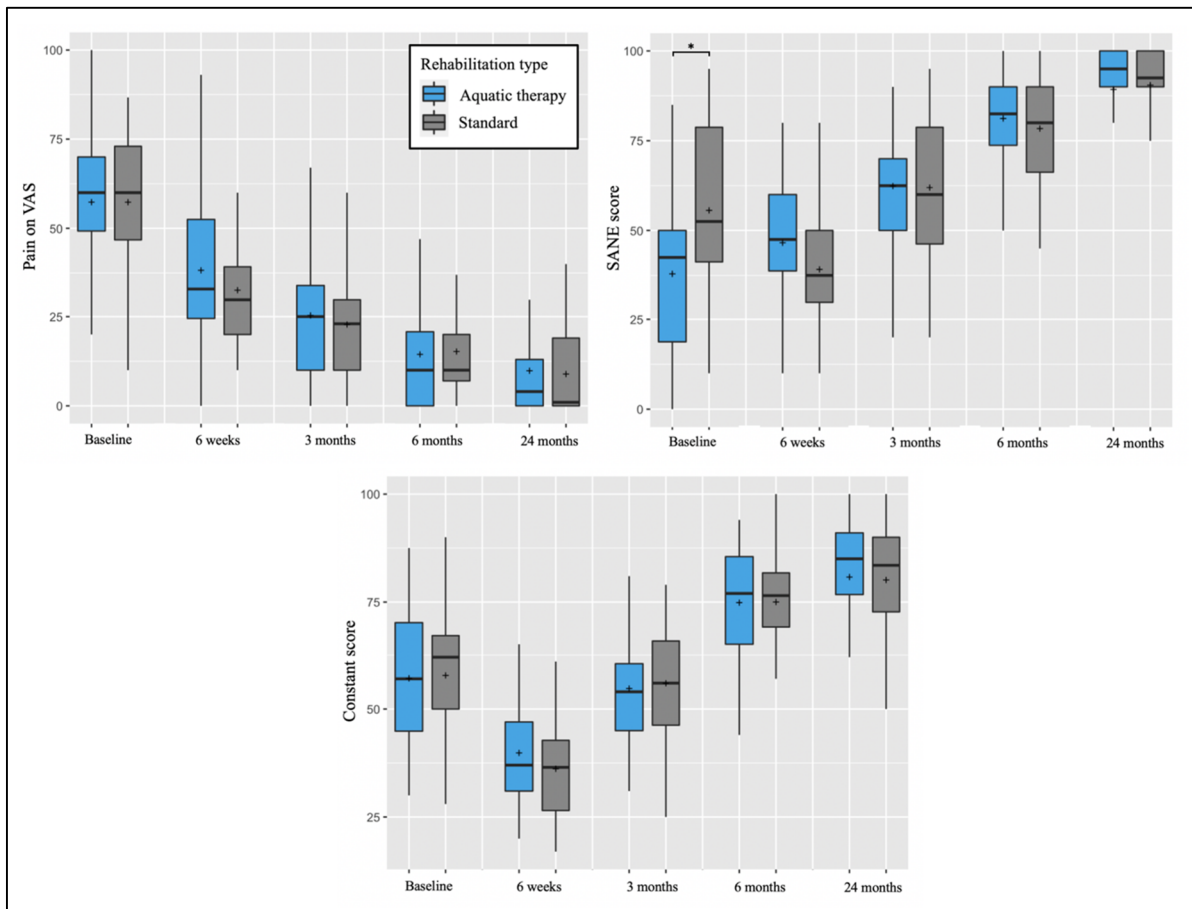 Pain on VAS
100
75
50
25
0
Rehabilitation type
Aquatic therapy
Standard
Baseline
6 weeks
3 months
6 months
24 months
SANE score
100
75
50
25
0
*
Baseline
6 weeks
3 months
6 months
24 months
Constant score
100
75
50
25
Baseline
6 weeks
3 months
6 months
24 months